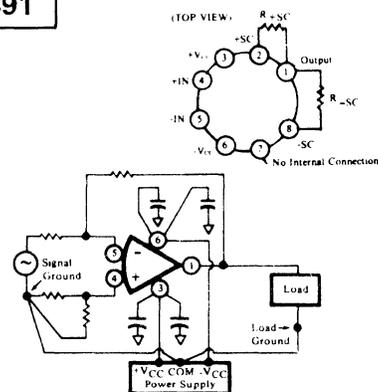 91
(TOP VIEW)
R +SC
+SC
Output
+Vcc
3
2
1
+IN
4
R -SC
-IN
5
8
-SC
-Vcc
6
7
No Internal Connection
6
Signal
Ground
5
-
4
+
1
3
Load
Load
Ground
+VCC COM -VCC
Power Supply